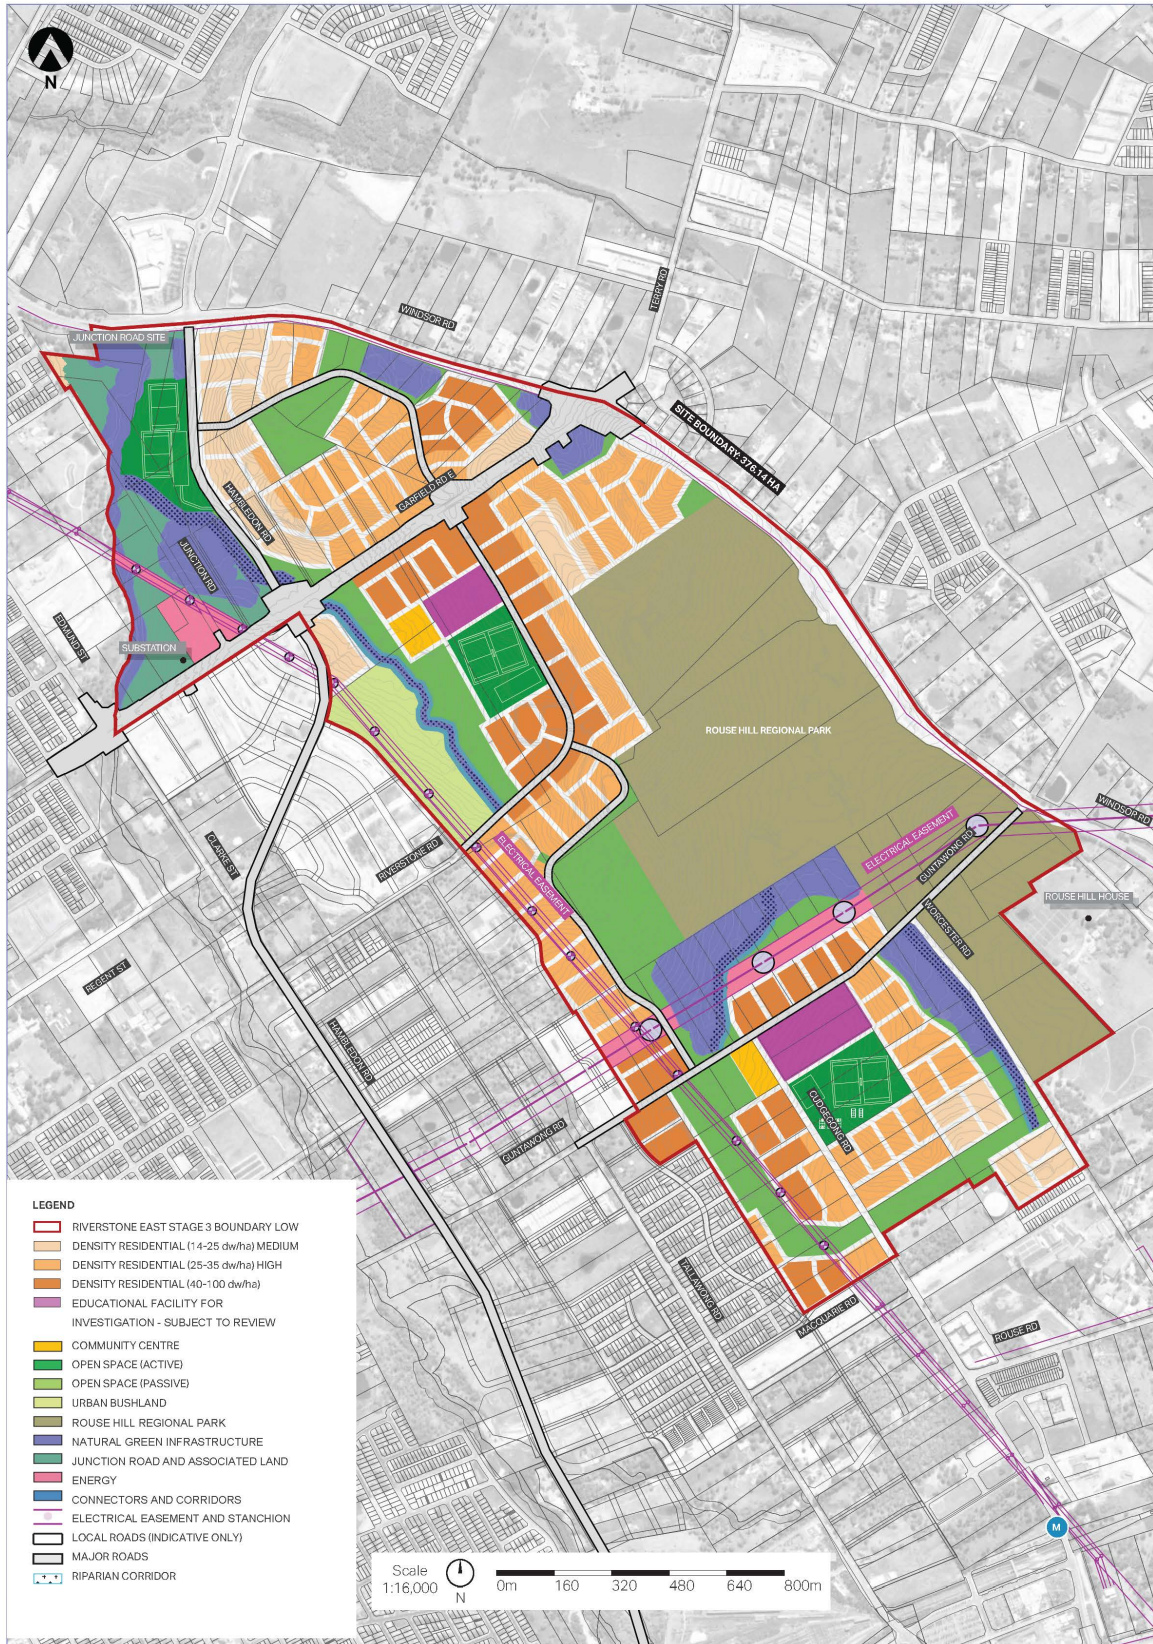 N
WINDSOR RD
TERRY RD
JUNCTION ROAD SITE
SITE BOUNDARY: 376.14 HA
HAMBLEDON RD
GARFIELD RD E
JUNCTION RD
EDMUND ST
SUBSTATION
ROUSE HILL REGIONAL PARK
WINDSOR RD
ELECTRICAL EASEMENT
GUNTAWONG RD
CLARKE ST
RIVERSTONE RD
ELECTRICAL EASEMENT
ROUSE HILL HOUSE
WORCESTER RD
REGENT ST
HAMBLEDON RD
CUDGEGONG RD
GUNTAWONG RD
TALLAWONG RD
MACQUARIE RD
ROUSE RD
M
LEGEND
RIVERSTONE EAST STAGE 3 BOUNDARY LOW
DENSITY RESIDENTIAL (14-25 dw/ha) MEDIUM
DENSITY RESIDENTIAL (25-35 dw/ha) HIGH
DENSITY RESIDENTIAL (40-100 dw/ha)
EDUCATIONAL FACILITY FOR
INVESTIGATION - SUBJECT TO REVIEW
COMMUNITY CENTRE
OPEN SPACE (ACTIVE)
OPEN SPACE (PASSIVE)
URBAN BUSHLAND
ROUSE HILL REGIONAL PARK
NATURAL GREEN INFRASTRUCTURE
JUNCTION ROAD AND ASSOCIATED LAND
ENERGY
CONNECTORS AND CORRIDORS
ELECTRICAL EASEMENT AND STANCHION
LOCAL ROADS (INDICATIVE ONLY)
MAJOR ROADS
RIPARIAN CORRIDOR
Scale
1:16,000
N
0m 160 320 480 640 800m